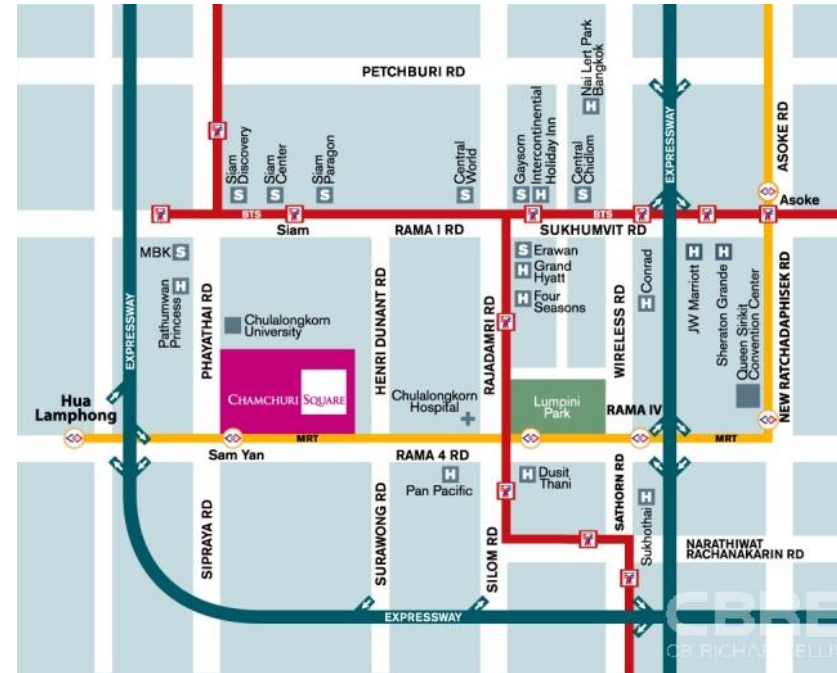 PETCHBURI RD
EXPRESSWAY
Siam
Discovery
Siam
Center
Siam
Paragon
Central
World
Gaysorn
Intercontinental
Holiday Inn
Central
Chidlom
Nai Lert Park
Bangkok
H
EXPRESSWAY
ASOKE RD
S
S
S
S
S
H
S
Asoke
BTS
Siam
RAMA I RD
SUKHUMVIT RD
BTS
MBK S
H
Pathumwan
Princess
PHAYATHAI RD
Chulalongkorn
University
HENRI DUNANT RD
RAJADAMRI RD
S Erawan
H Grand
Hyatt
H Four
Seasons
WIRELESS RD
Conrad
H
H
JW Marriott
H
Sheraton Grande
Queen Sirikit
Convention Center
NEW RATCHADAPHISEK RD
CHAMCHURI SQUARE
Chulalongkorn
Hospital
Lumpini
Park
RAMA IV
Hua
Lamphong
MRT
MRT
Sam Yan
RAMA 4 RD
H
Pan Pacific
H Dusit
Thani
SATHORN RD
H
Sukhothai
SIPRAYA RD
SURAWONG RD
SILOM RD
NARATHIWAT
RACHANAKARIN RD
EXPRESSWAY
CBRE
CB RICHARD ELLIS